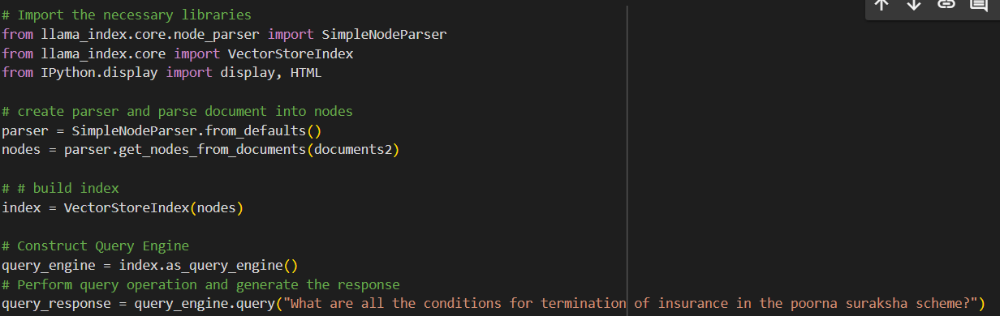 # Import the necessary libraries
from llama_index.core.node_parser import SimpleNodeParser
from llama_index.core import VectorStoreIndex
from IPython.display import display, HTML
# create parser and parse document into nodes
parser = SimpleNodeParser.from_defaults()
nodes = parser.get_nodes_from_documents(documents2)
# # build index
index = VectorStoreIndex(nodes)
# Construct Query Engine
query_engine = index.as_query_engine()
# Perform query operation and generate the response
query_response = query_engine.query("What are all the conditions for termination of insurance in the poorna suraksha scheme?")